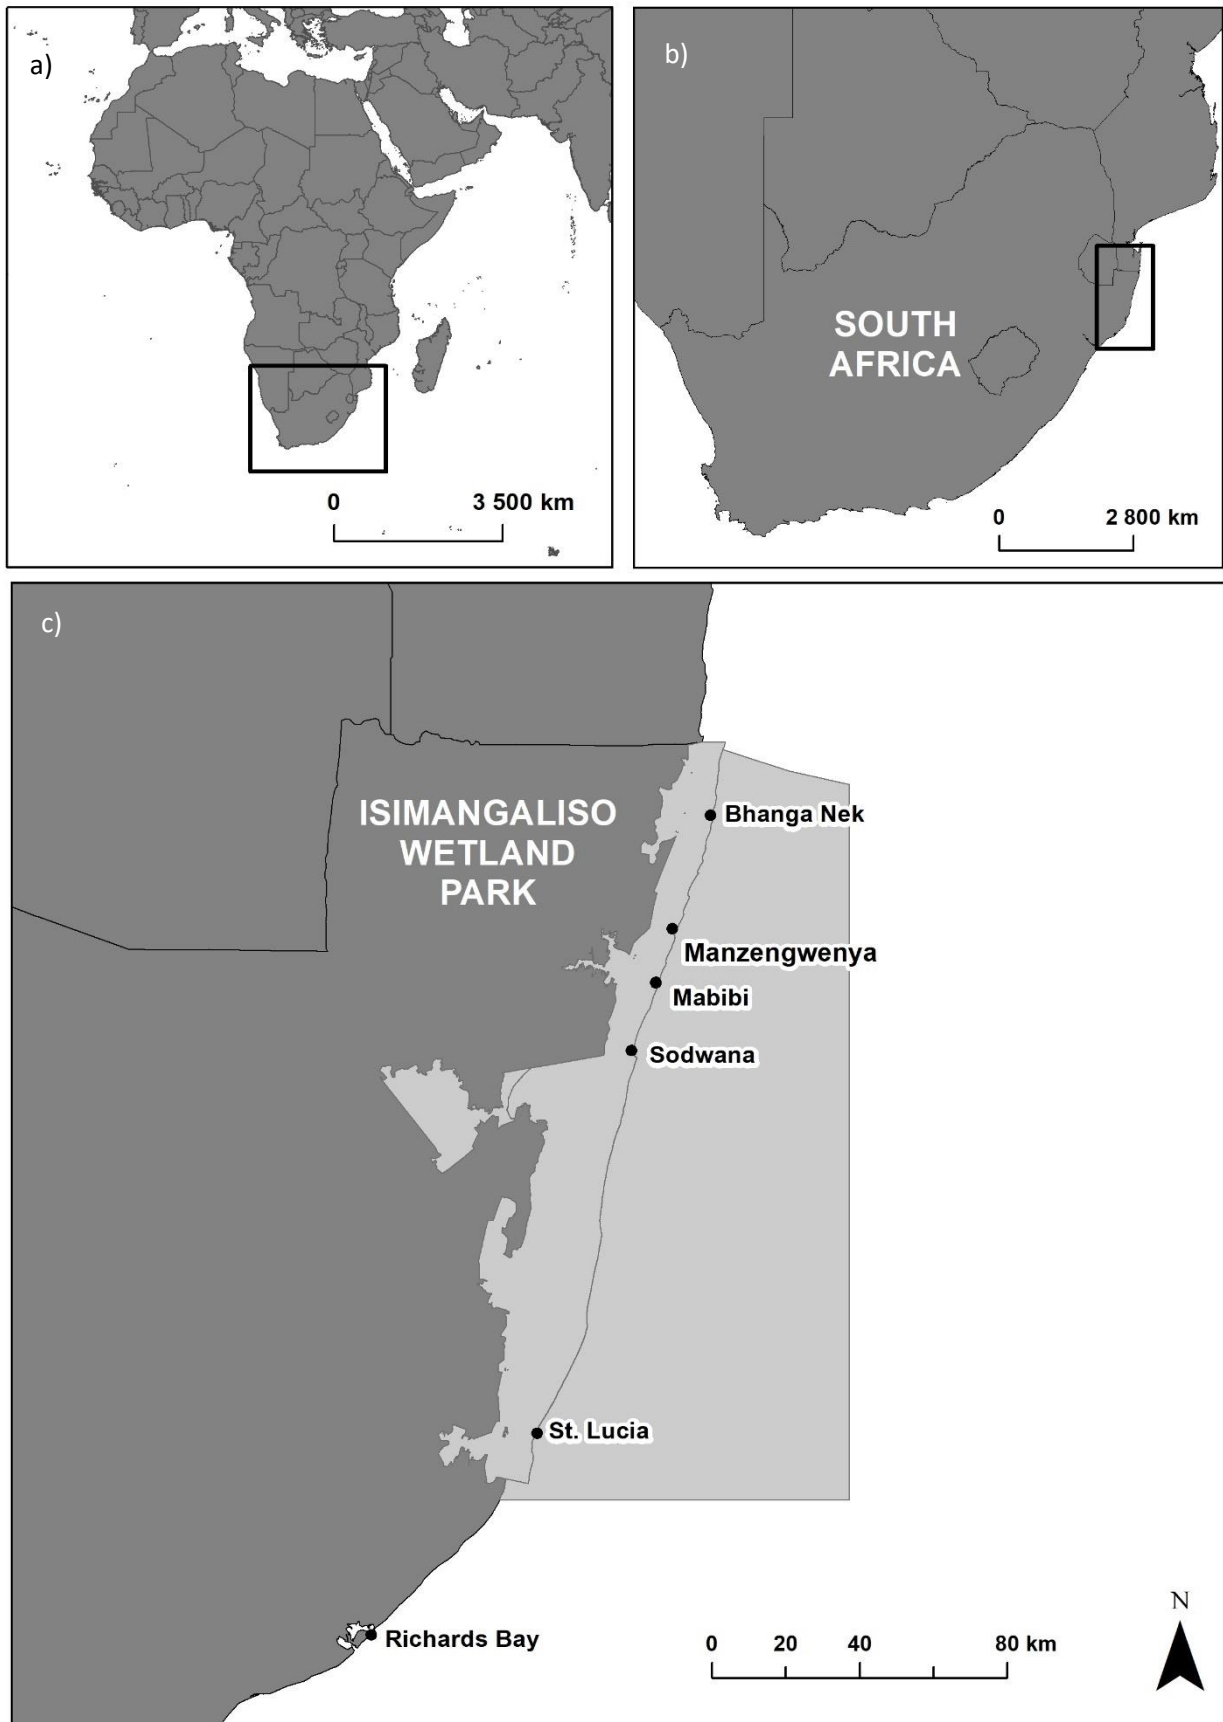 a)
0 3 500 km
b)
SOUTH
AFRICA
0 2 800 km
c)
ISIMANGALISO
WETLAND
PARK
Bhanga Nek
Manzengwenya
Mabibi
Sodwana
St. Lucia
Richards Bay
0 20 40 80 km
N